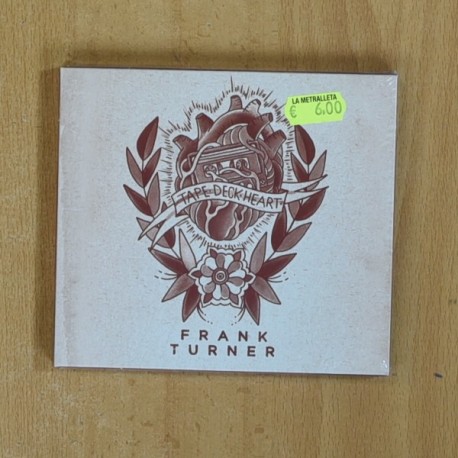 LA METRALLETA
€ 6.00
TAPE DECK HEART
FRANK
TURNER